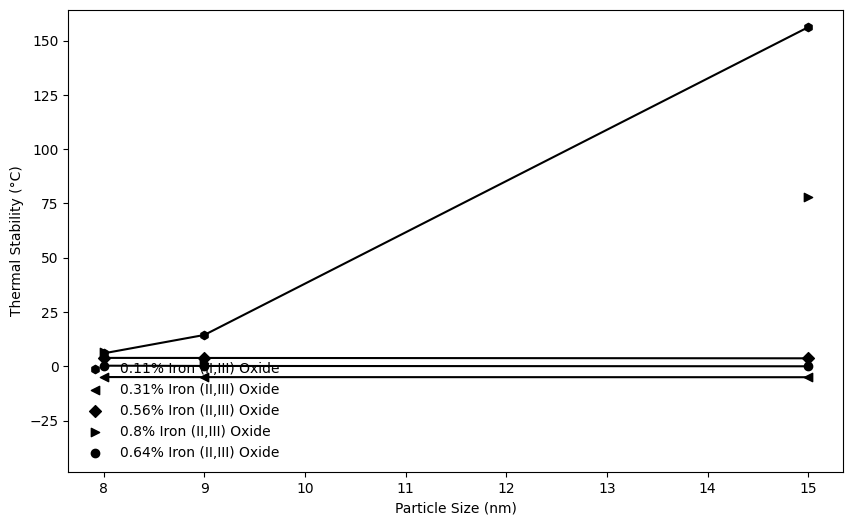 150
125
100
75
50
25
0
−25
Thermal Stability (°C)
0.11% Iron (II,III) Oxide
0.31% Iron (II,III) Oxide
0.56% Iron (II,III) Oxide
0.8% Iron (II,III) Oxide
0.64% Iron (II,III) Oxide
8 9 10 11 12 13 14 15
Particle Size (nm)